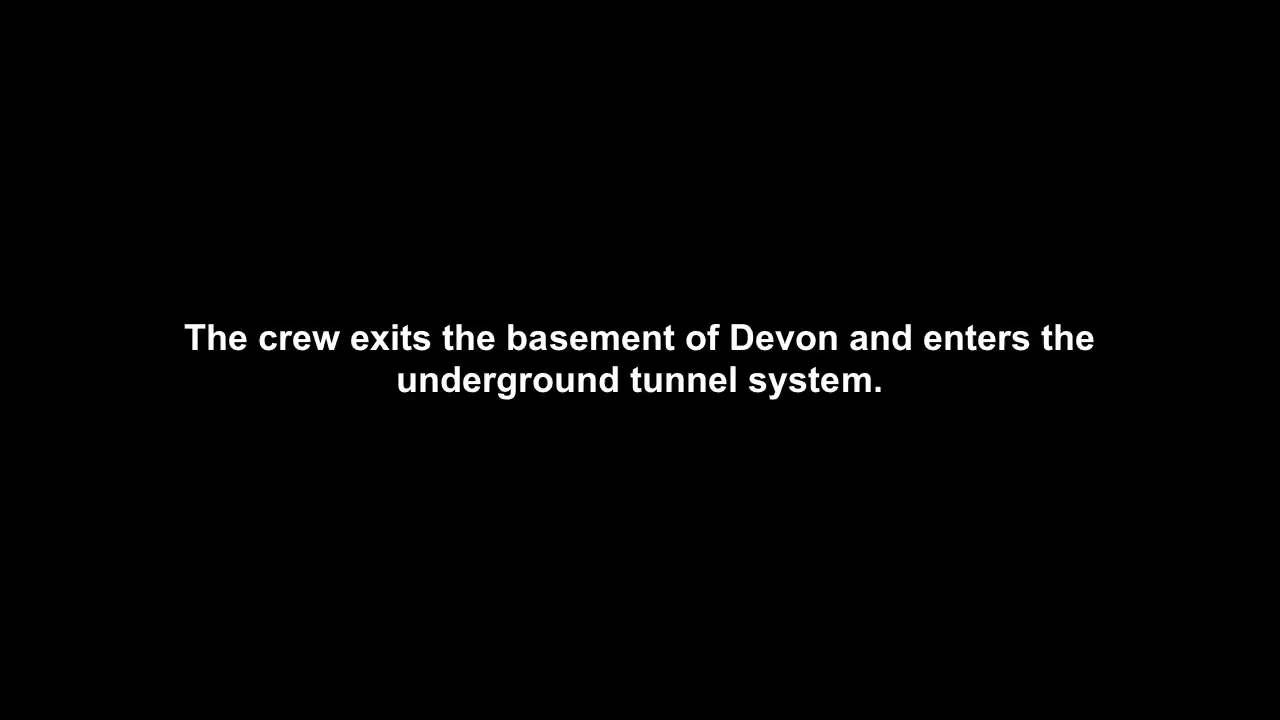 The crew exits the basement of Devon and enters the
underground tunnel system.